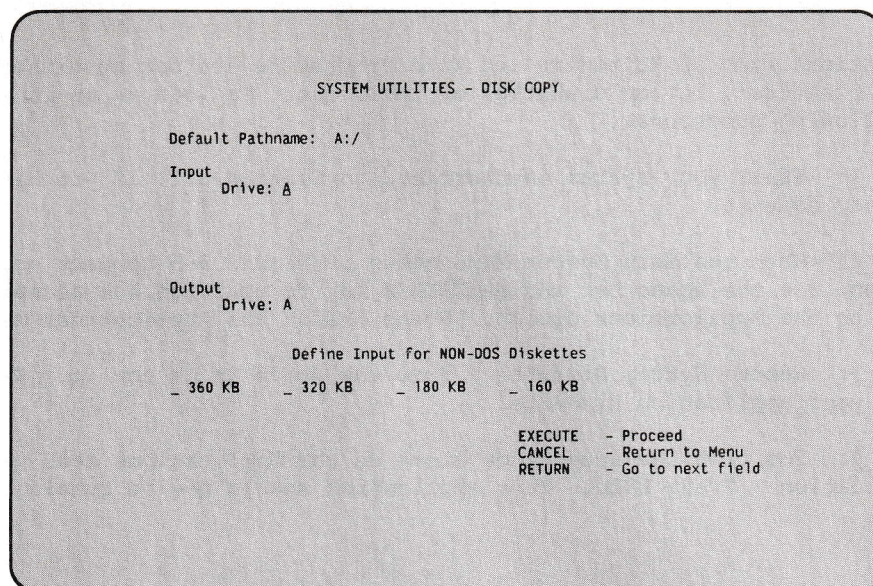 SYSTEM UTILITIES - DISK COPY
Default Pathname: A:/
Input
Drive: A
Output
Drive: A
Define Input for NON-DOS Diskettes
_ 360 KB _ 320 KB _ 180 KB _ 160 KB
EXECUTE - Proceed
CANCEL - Return to Menu
RETURN - Go to next field